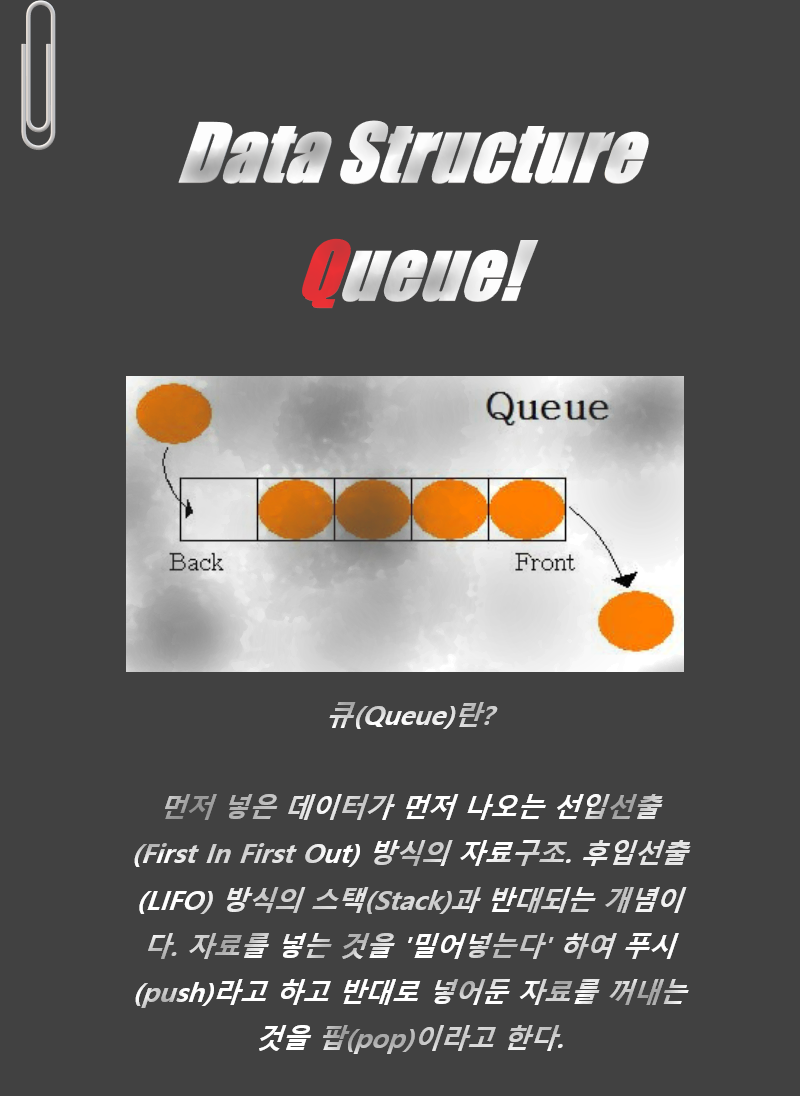 Data Structure
Queue!
Queue
Back
Front
큐(Queue)란?
먼저 넣은 데이터가 먼저 나오는 선입선출
(First In First Out) 방식의 자료구조. 후입선출
(LIFO) 방식의 스택(Stack)과 반대되는 개념이
다. 자료를 넣는 것을 '밀어넣는다' 하여 푸시
(push)라고 하고 반대로 넣어둔 자료를 꺼내는
것을 팝(pop)이라고 한다.